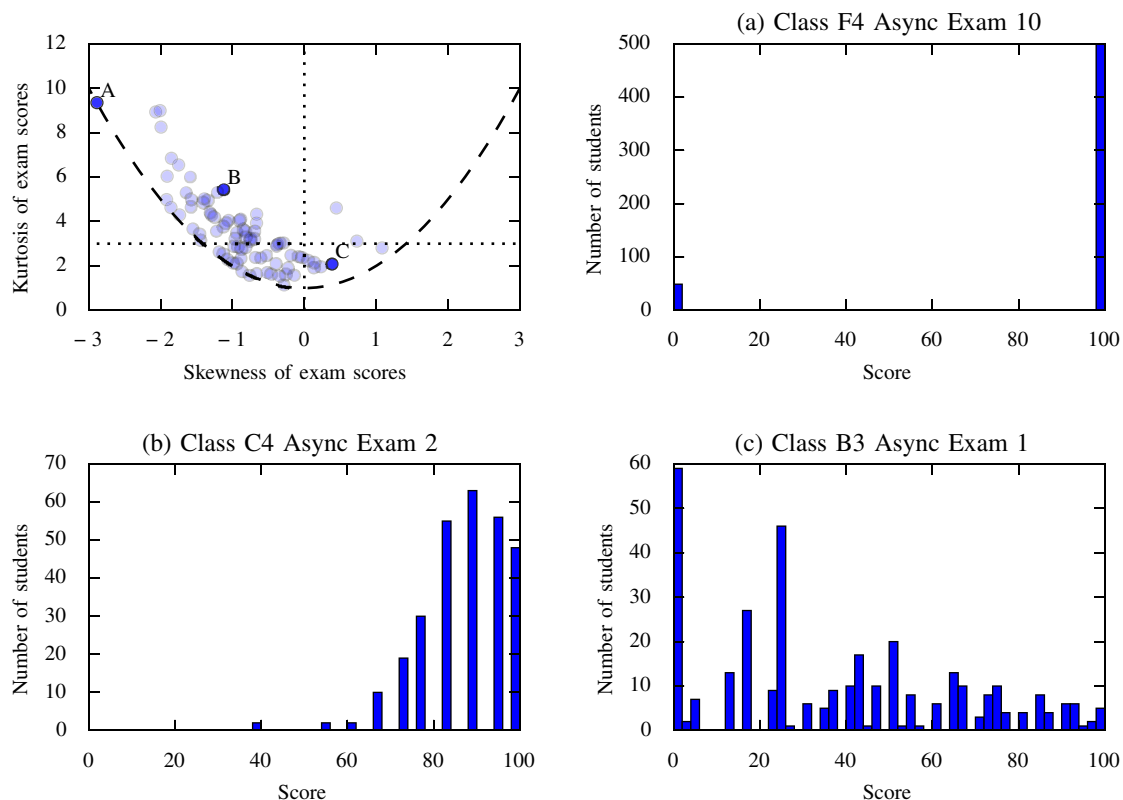 (a) Class F4 Async Exam 10
12
10
8
6
4
2
0
A
B
C
Kurtosis of exam scores
−3 −2 −1 0 1 2 3
Skewness of exam scores
500
400
300
200
100
0
Number of students
0 20 40 60 80 100
Score
(b) Class C4 Async Exam 2
70
60
50
40
30
20
10
0
Number of students
0 20 40 60 80 100
Score
(c) Class B3 Async Exam 1
60
50
40
30
20
10
0
Number of students
0 20 40 60 80 100
Score